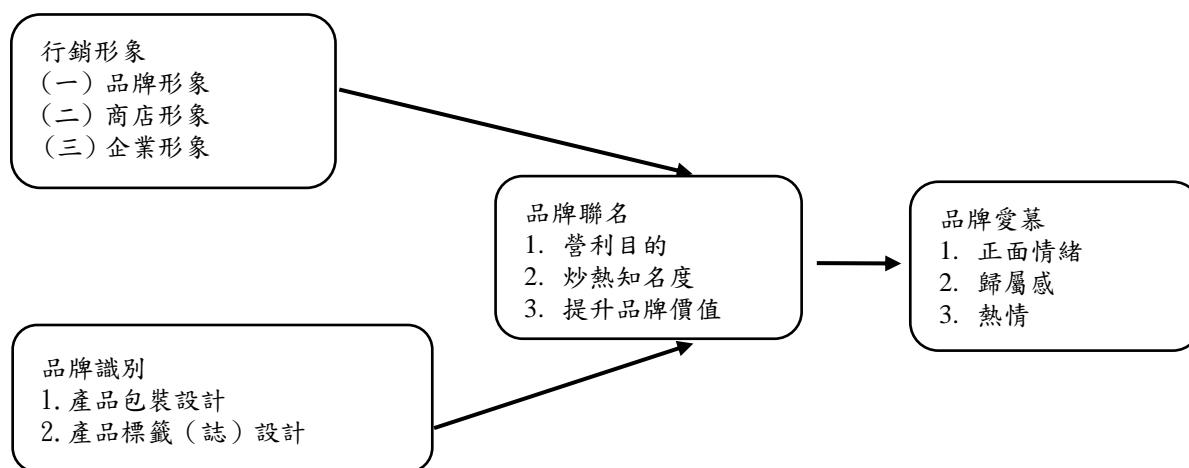 行銷形象
(一) 品牌形象
(二) 商店形象
(三) 企業形象
品牌聯名
1. 營利目的
2. 炒熱知名度
3. 提升品牌價值
品牌愛慕
1. 正面情緒
2. 歸屬感
3. 熱情
品牌識別
1.產品包裝設計
2.產品標籤（誌）設計